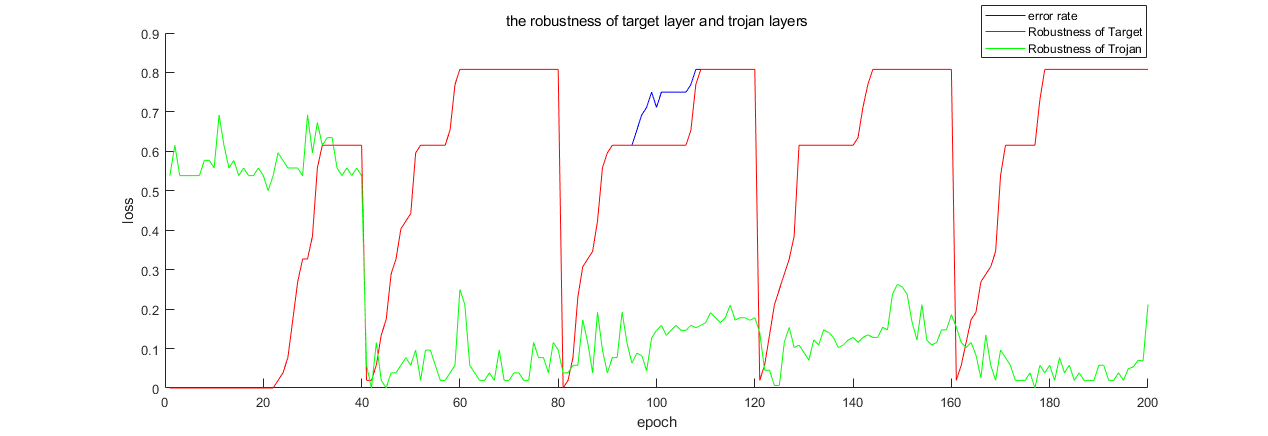 the robustness of target layer and trojan layers
error rate
Robustness of Target
Robustness of Trojan
0.9
0.8
0.7
0.6
0.5
0.4
0.3
0.2
0.1
0
loss
0 20 40 60 80 100 120 140 160 180 200
epoch